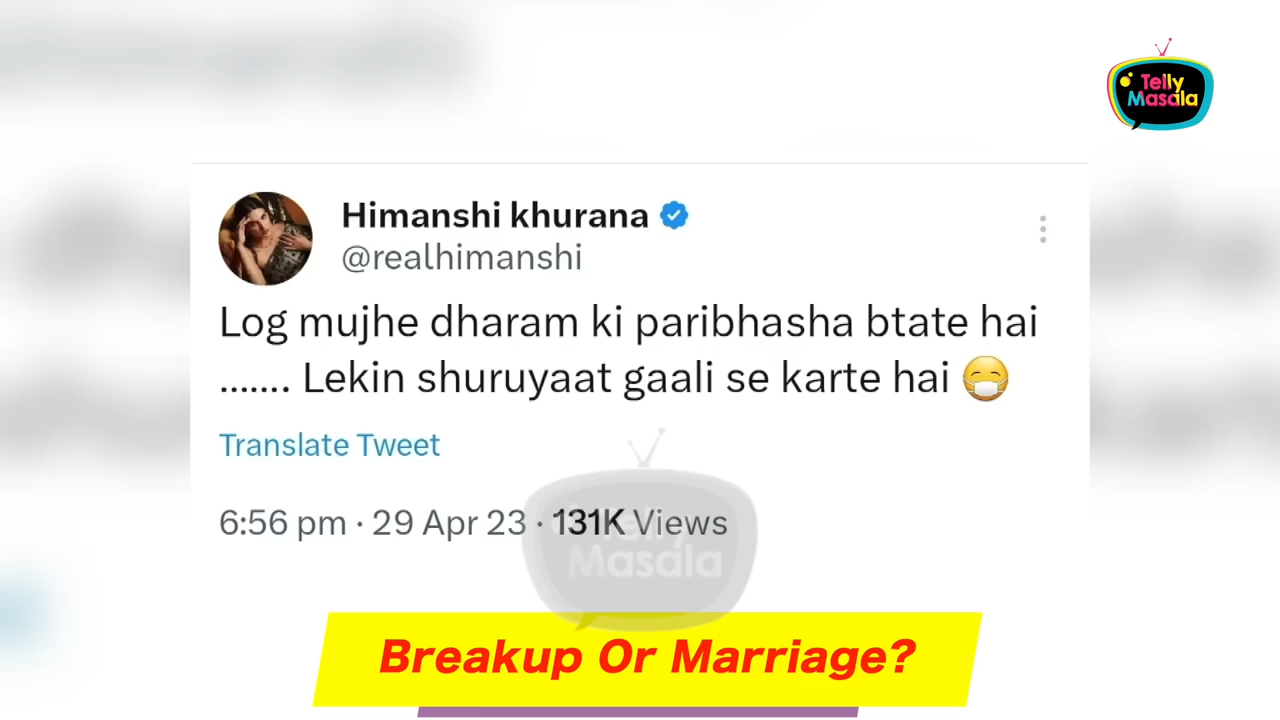 Telly
Masala
Himanshi khurana
@realhimanshi
Log mujhe dharam ki paribhasha btate hai
....... Lekin shuruyaat gaali se karte hai 😷
Translate Tweet
6:56 pm · 29 Apr 23 · 131K Views
Telly
Masala
Breakup Or Marriage?